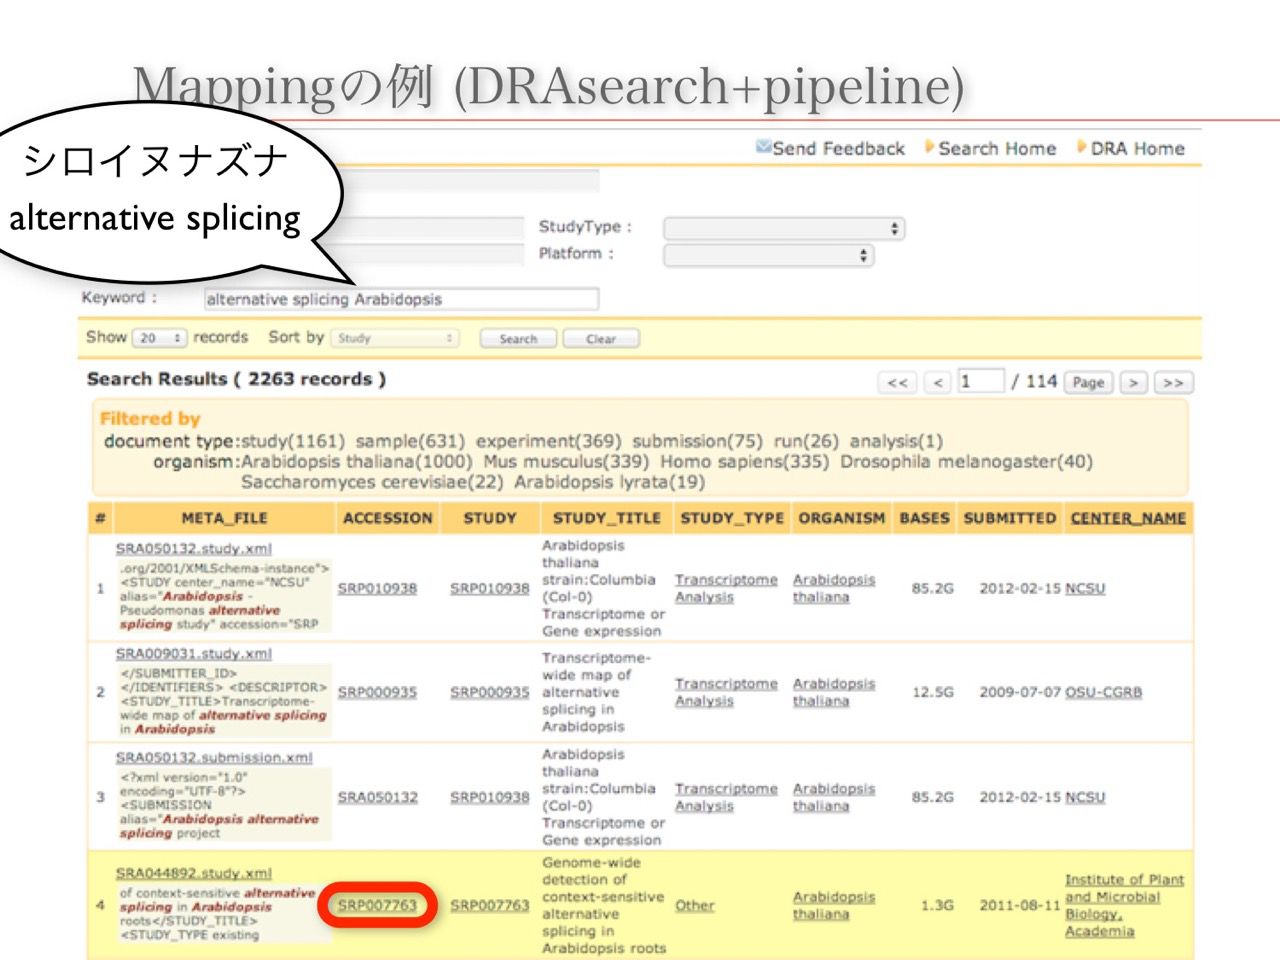 Mappingの例 (DRAsearch+pipeline)
シロイヌナズナ
alternative splicing
Send Feedback Search Home DRA Home
StudyType :
Platform :
Keyword : alternative splicing Arabidopsis
Show 20 records Sort by Study Search Clear
Search Results ( 2263 records ) << < 1 / 114 Page > >>
Filtered by
document type:study(1161) sample(631) experiment(369) submission(75) run(26) analysis(1)
organism:Arabidopsis thaliana(1000) Mus musculus(339) Homo sapiens(335) Drosophila melanogaster(40)
Saccharomyces cerevisiae(22) Arabidopsis lyrata(19)
# META_FILE ACCESSION STUDY STUDY_TITLE STUDY_TYPE ORGANISM BASES SUBMITTED CENTER_NAME
1
SRA050132.study.xml
.org/2001/XMLSchema-instance">
<STUDY center_name="NCSU"
alias="Arabidopsis -
Pseudomonas alternative
splicing study" accession="SRP
SRP010938
SRP010938
Arabidopsis
thaliana
strain:Columbia
(Col-0)
Transcriptome or
Gene expression
Transcriptome
Analysis
Arabidopsis
thaliana
85.2G
2012-02-15
NCSU
2
SRA009031.study.xml
</SUBMITTER_ID>
</IDENTIFIERS> <DESCRIPTOR>
<STUDY_TITLE>Transcriptome-
wide map of alternative splicing
in Arabidopsis
SRP000935
SRP000935
Transcriptome-
wide map of
alternative
splicing in
Arabidopsis
Transcriptome
Analysis
Arabidopsis
thaliana
12.5G
2009-07-07
OSU-CGRB
3
SRA050132.submission.xml
<?xml version="1.0"
encoding="UTF-8"?>
<SUBMISSION
alias="Arabidopsis alternative
splicing project
SRA050132
SRP010938
Arabidopsis
thaliana
strain:Columbia
(Col-0)
Transcriptome or
Gene expression
Transcriptome
Analysis
Arabidopsis
thaliana
85.2G
2012-02-15
NCSU
4
SRA044892.study.xml
of context-sensitive alternative
splicing in Arabidopsis
roots</STUDY_TITLE>
<STUDY_TYPE existing
SRP007763
SRP007763
Genome-wide
detection of
context-sensitive
alternative
splicing in
Arabidopsis roots
Other
Arabidopsis
thaliana
1.3G
2011-08-11
Institute of Plant
and Microbial
Biology,
Academia